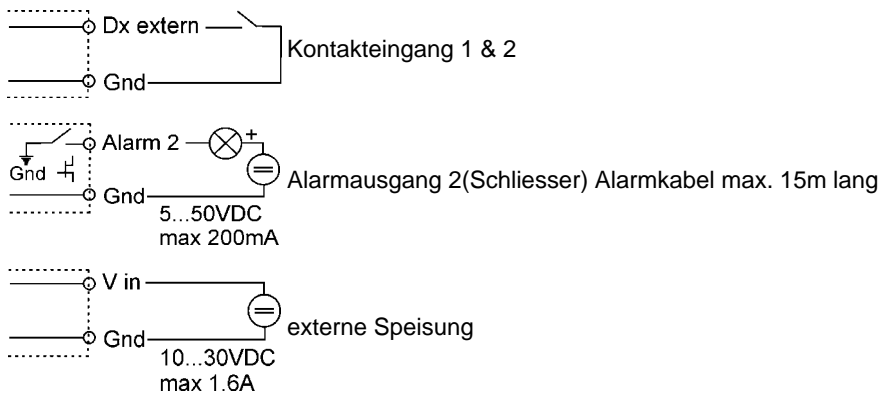 Dx extern
Kontakteingang 1 & 2
Gnd
Alarm 2
+
Gnd
Alarmausgang 2(Schliesser) Alarmkabel max. 15m lang
Gnd
5...50VDC
max 200mA
V in
externe Speisung
Gnd
10...30VDC
max 1.6A